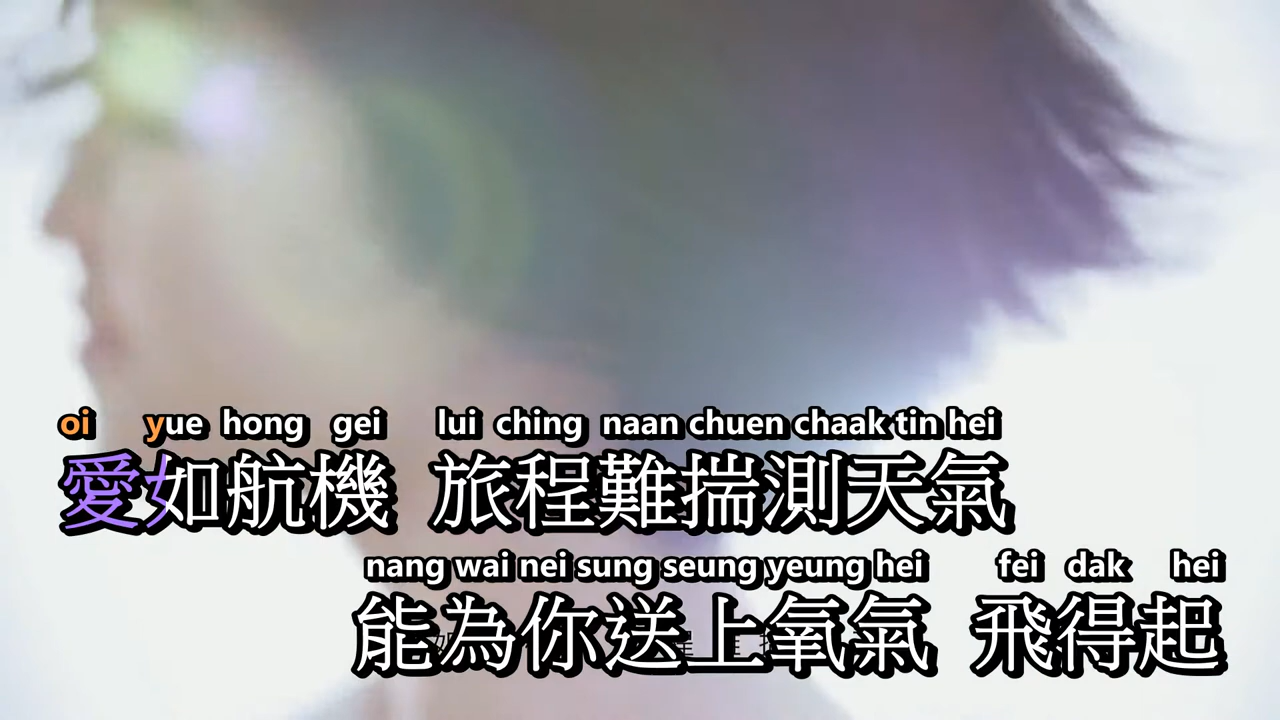 oi yue hong gei lui ching naan chuen chaak tin hei
愛如航機 旅程難揣測天氣
nang wai nei sung seung yeung hei fei dak hei
能為你送上氧氣 飛得起